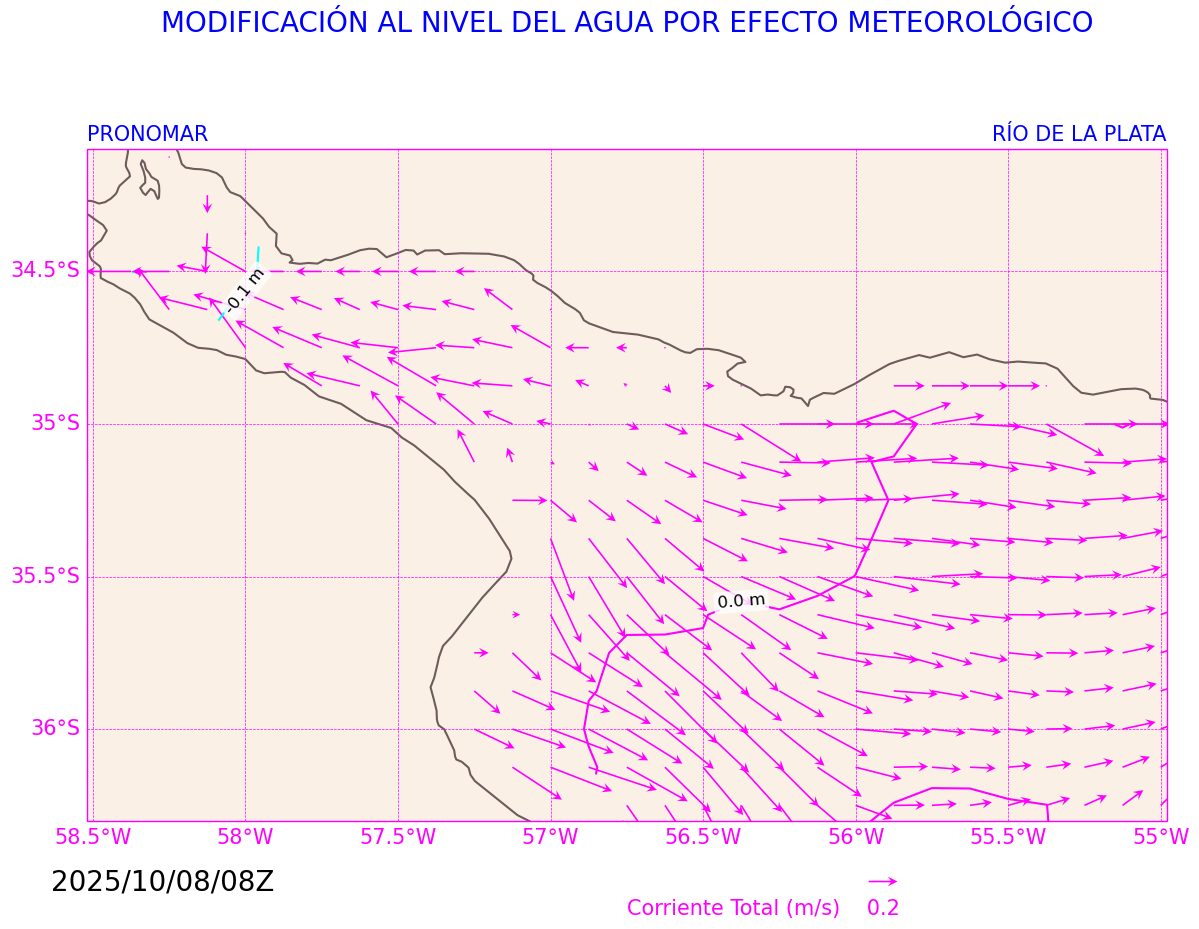 MODIFICACIÓN AL NIVEL DEL AGUA POR EFECTO METEOROLÓGICO
PRONOMAR
RÍO DE LA PLATA
34.5°S
-0.1 m
35°S
35.5°S
0.0 m
36°S
58.5°W 58°W 57.5°W 57°W 56.5°W 56°W 55.5°W 55°W
2025/10/08/08Z
Corriente Total (m/s) 0.2